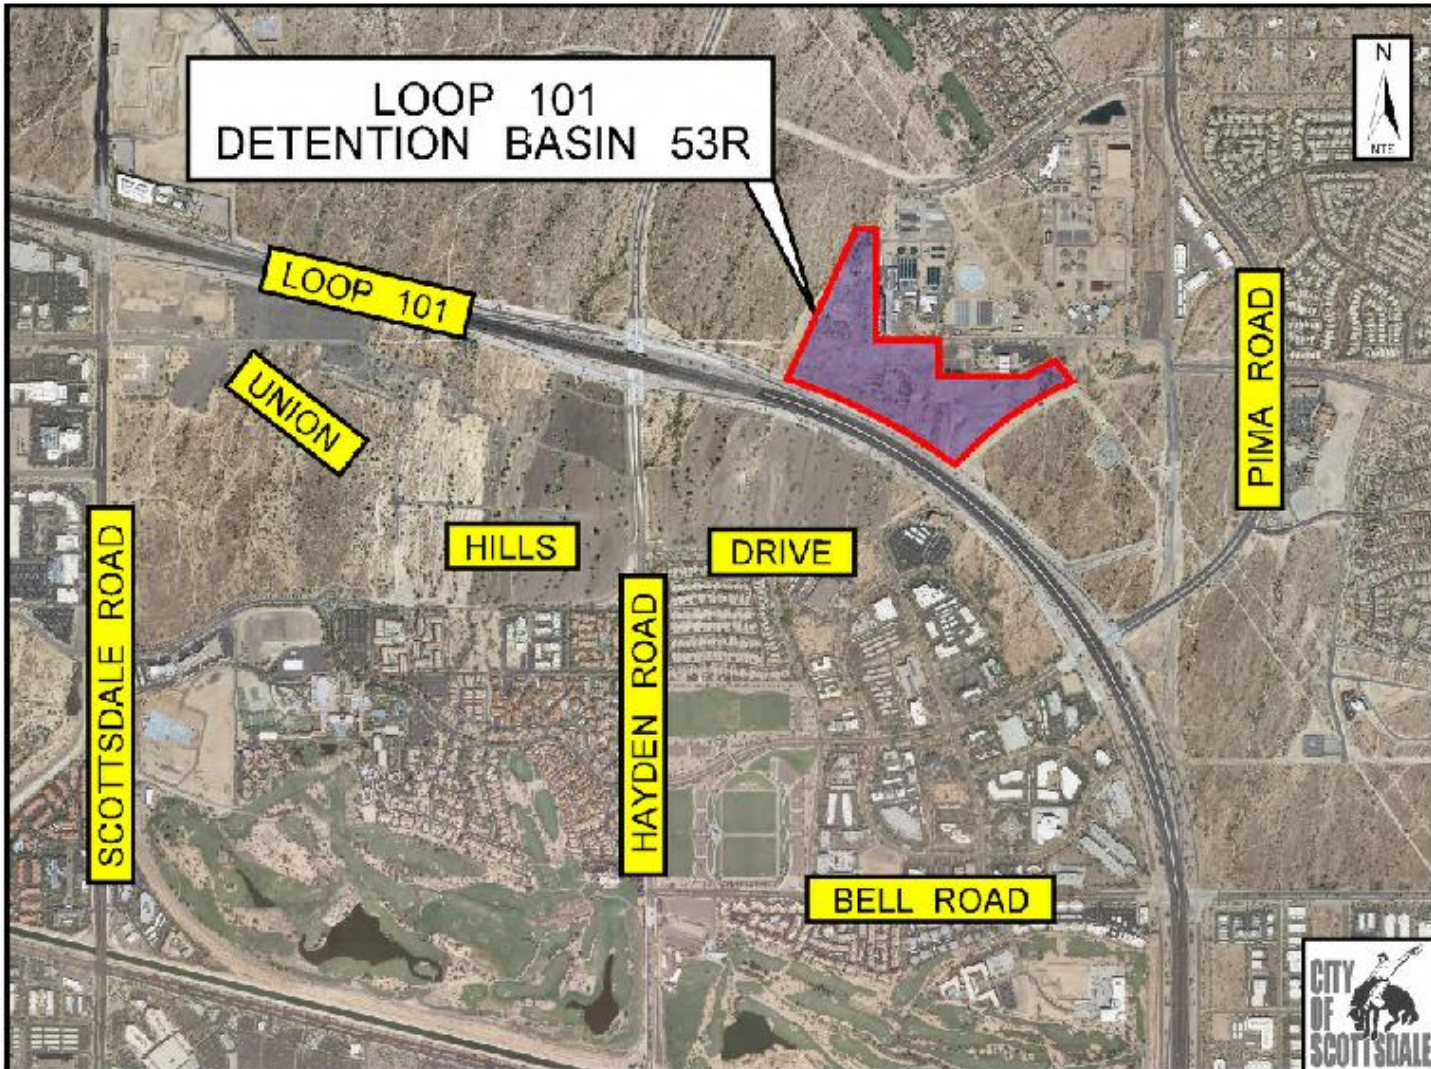 LOOP 101
DETENTION BASIN 53R
N
NTS
LOOP 101
UNION
HILLS
DRIVE
SCOTTSDALE ROAD
HAYDEN ROAD
PIMA ROAD
BELL ROAD
CITY
OF
SCOTTSDALE